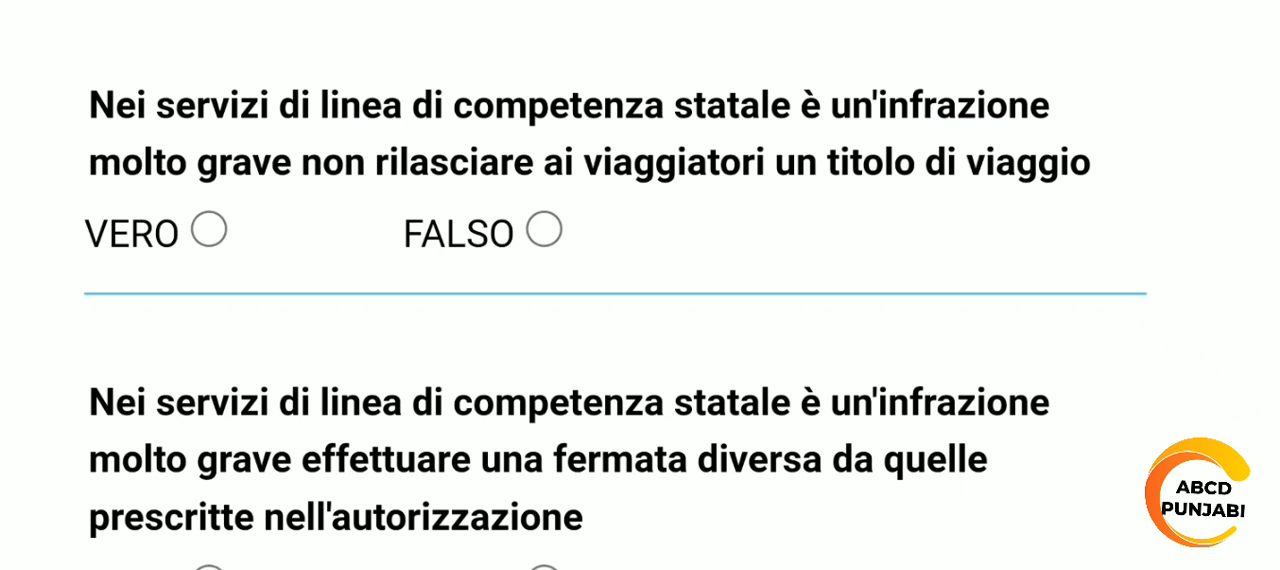 Nei servizi di linea di competenza statale è un'infrazione
molto grave non rilasciare ai viaggiatori un titolo di viaggio
VERO FALSO
Nei servizi di linea di competenza statale è un'infrazione
molto grave effettuare una fermata diversa da quelle
prescritte nell'autorizzazione
ABCD
PUNJABI